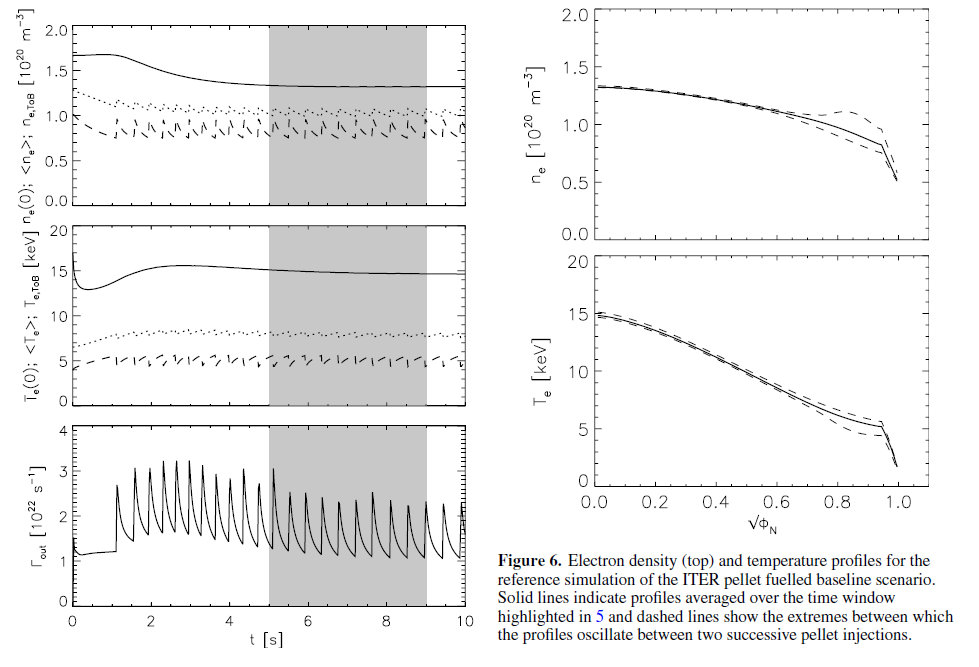 n_e(0); <n_e>; n_e,ToB [10^20 m^-3]
2.0
1.5
1.0
0.5
0.0
T_e(0); <T_e>; T_e,ToB [keV]
20
15
10
5
0
Γ_out [10^22 s^-1]
4
3
2
1
0
0 2 4 6 8 10
t [s]
n_e [10^20 m^-3]
2.0
1.5
1.0
0.5
0.0
T_e [keV]
20
15
10
5
0
0.0 0.2 0.4 0.6 0.8 1.0
√Φ_N
Figure 6. Electron density (top) and temperature profiles for the
reference simulation of the ITER pellet fuelled baseline scenario.
Solid lines indicate profiles averaged over the time window
highlighted in 5 and dashed lines show the extremes between which
the profiles oscillate between two successive pellet injections.